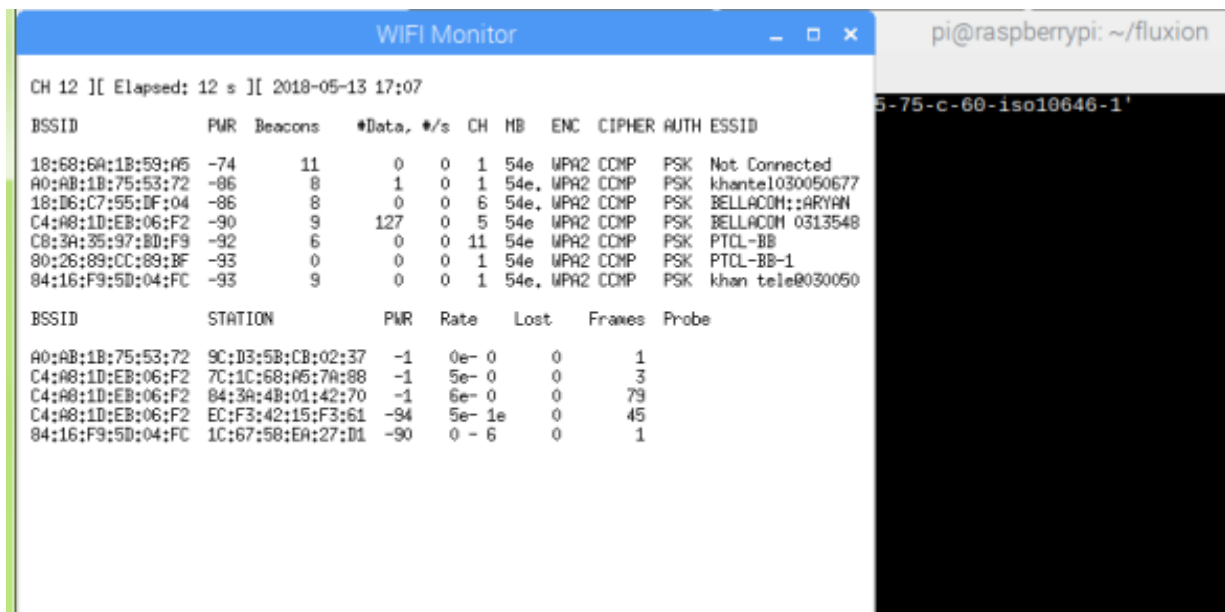 WIFI Monitor
pi@raspberrypi: ~/fluxion
CH 12 ][ Elapsed: 12 s ][ 2018-05-13 17:07
5-75-c-60-iso10646-1'
BSSID PWR Beacons #Data, #/s CH MB ENC CIPHER AUTH ESSID
18:68:6A:1B:59:A5 -74 11 0 0 1 54e WPA2 CCMP PSK Not Connected
A0:AB:1B:75:53:72 -86 8 1 0 1 54e. WPA2 CCMP PSK khantel030050677
18:D6:C7:55:DF:04 -86 8 0 0 6 54e. WPA2 CCMP PSK BELLACOM::ARYAN
C4:A8:1D:EB:06:F2 -90 9 127 0 5 54e WPA2 CCMP PSK BELLACOM 0313548
C8:3A:35:97:BD:F9 -92 6 0 0 11 54e WPA2 CCMP PSK PTCL-BB
80:26:89:CC:89:BF -93 0 0 0 1 54e WPA2 CCMP PSK PTCL-BB-1
84:16:F9:5D:04:FC -93 9 0 0 1 54e. WPA2 CCMP PSK khan tele@030050
BSSID STATION PWR Rate Lost Frames Probe
A0:AB:1B:75:53:72 9C:D3:5B:CB:02:37 -1 0e- 0 0 1
C4:A8:1D:EB:06:F2 7C:1C:68:A5:7A:88 -1 5e- 0 0 3
C4:A8:1D:EB:06:F2 84:3A:4B:01:42:70 -1 6e- 0 0 79
C4:A8:1D:EB:06:F2 EC:F3:42:15:F3:61 -94 5e- 1e 0 45
84:16:F9:5D:04:FC 1C:67:58:EA:27:D1 -90 0 - 6 0 1